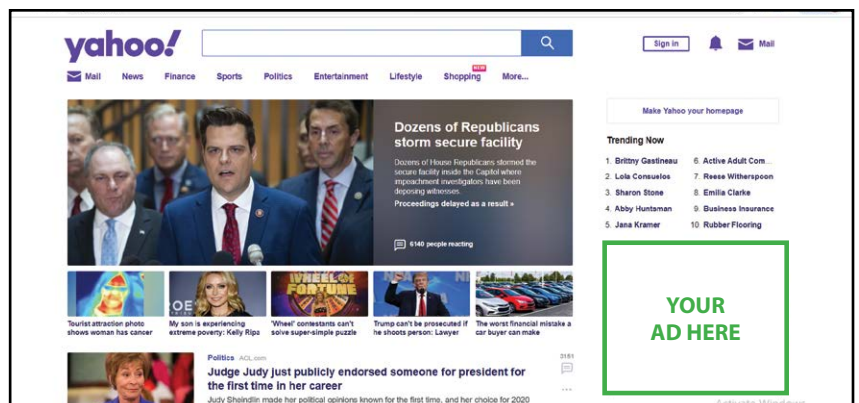 yahoo!
Sign in
Mail
Mail News Finance Sports Politics Entertainment Lifestyle Shopping More...
NEW
Make Yahoo your homepage
Dozens of Republicans
storm secure facility
Dozens of House Republicans stormed the
secure facility inside the Capitol where
impeachment investigators have been
deposing witnesses.
Proceedings delayed as a result »
6140 people reacting
Trending Now
1. Brittny Gastineau
2. Lola Consuelos
3. Sharon Stone
4. Abby Huntsman
5. Jana Kramer
6. Active Adult Com...
7. Reese Witherspoon
8. Emilia Clarke
9. Business Insurance
10. Rubber Flooring
YOUR
AD HERE
WHEEL OF
FORTUNE
Tourist attraction photo
shows woman has cancer
My son is experiencing
extreme poverty: Kelly Ripa
'Wheel' contestants can't
solve super-simple puzzle
Trump can't be prosecuted if
he shoots person: Lawyer
The worst financial mistake a
car buyer can make
Politics AOL.com
Judge Judy just publicly endorsed someone for president for
the first time in her career
Judy Sheindlin made her political opinions known for the first time, and her choice for 2020
3151
Activate Windows